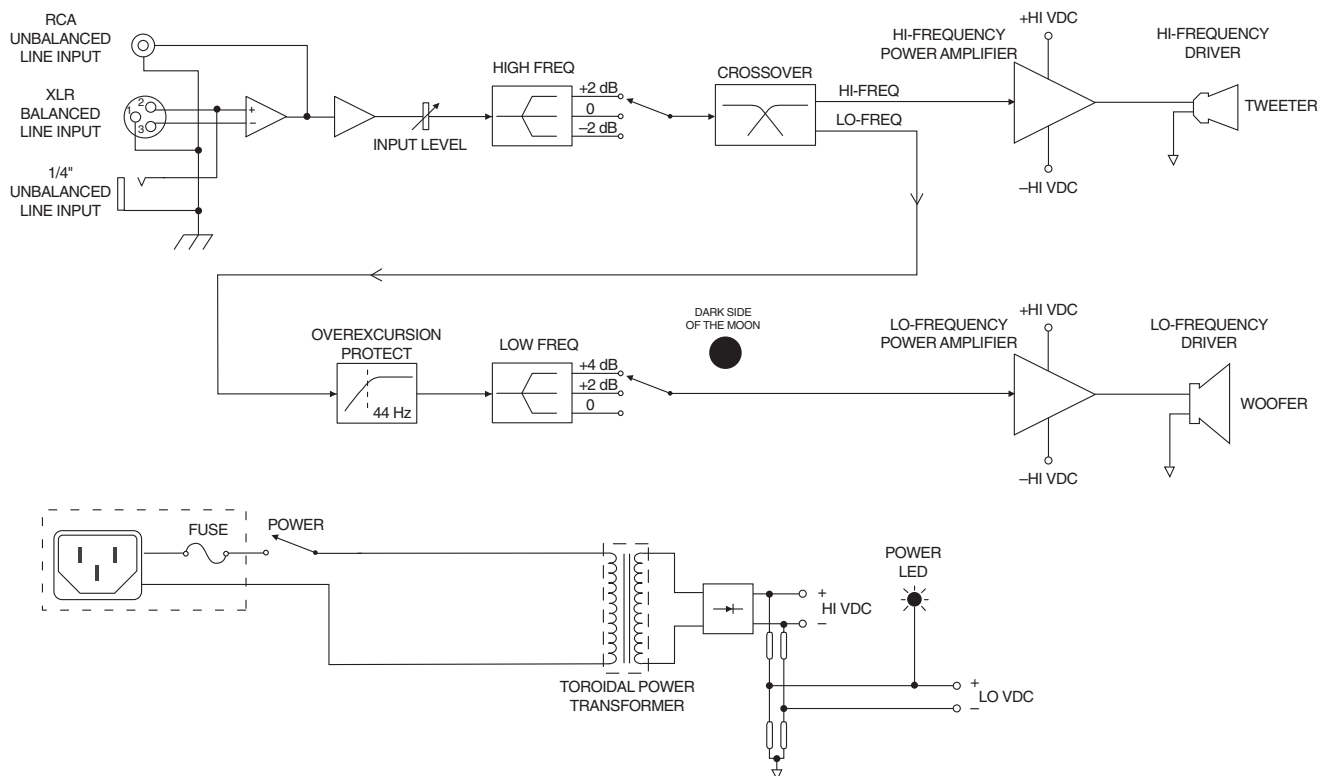 RCA
UNBALANCED
LINE INPUT
XLR
BALANCED
LINE INPUT
1
2
3
+
−
1/4"
UNBALANCED
LINE INPUT
INPUT LEVEL
HIGH FREQ
+2 dB
0
–2 dB
CROSSOVER
HI-FREQ
LO-FREQ
HI-FREQUENCY
POWER AMPLIFIER
+HI VDC
–HI VDC
HI-FREQUENCY
DRIVER
TWEETER
OVEREXCURSION
PROTECT
44 Hz
LOW FREQ
+4 dB
+2 dB
0
DARK SIDE
OF THE MOON
LO-FREQUENCY
POWER AMPLIFIER
+HI VDC
–HI VDC
LO-FREQUENCY
DRIVER
WOOFER
FUSE
POWER
TOROIDAL POWER
TRANSFORMER
+
HI VDC
–
POWER
LED
+
LO VDC
–